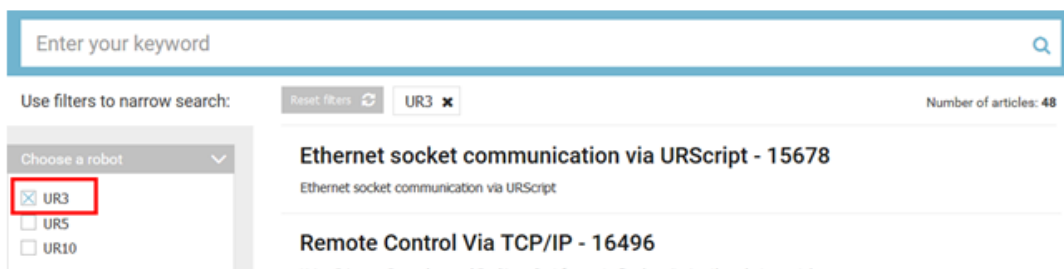 Enter your keyword
Use filters to narrow search:
Reset filters
UR3
Number of articles: 48
Choose a robot
UR3
UR5
UR10
Ethernet socket communication via URScript - 15678
Ethernet socket communication via URScript
Remote Control Via TCP/IP - 16496